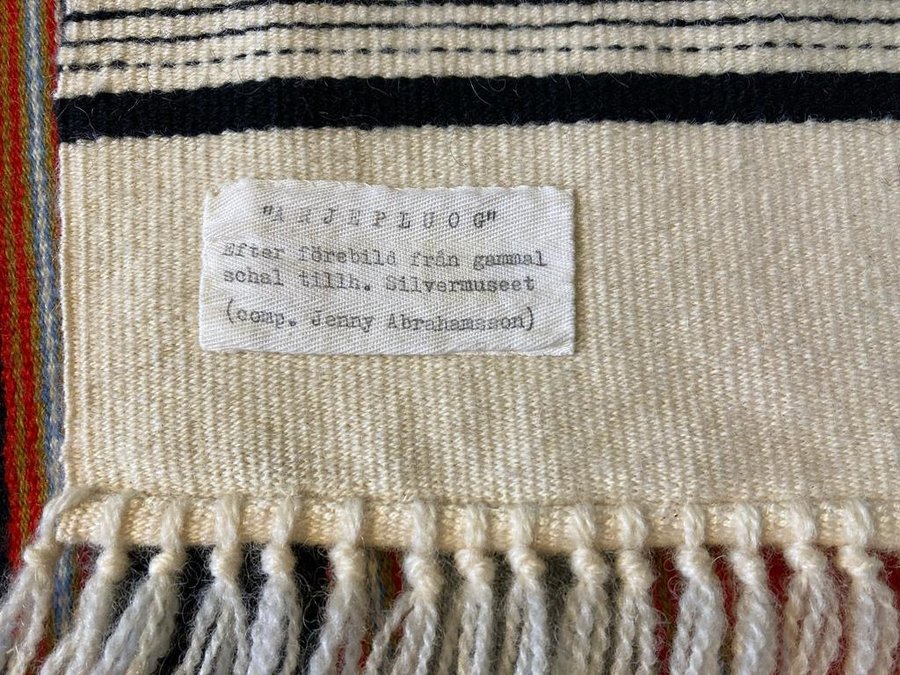 "ARJEPLUOG"
Efter förebild från gammal
schal tillh. Silvermuseet
(comp. Jenny Abrahamsson)